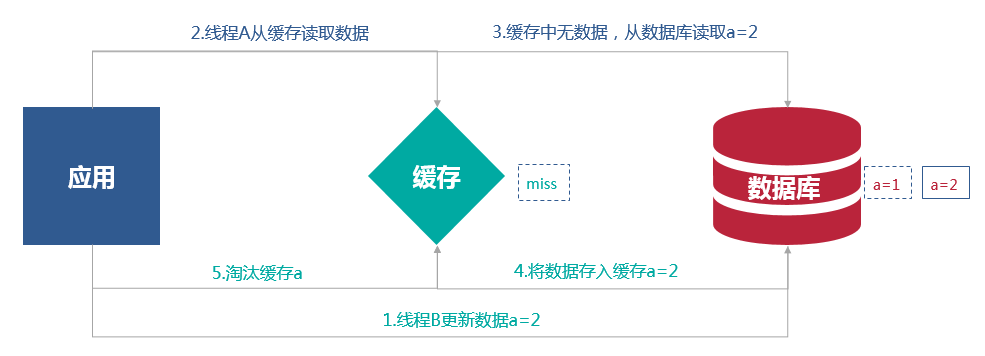 2.线程A从缓存读取数据
3.缓存中无数据，从数据库读取a=2
应用
缓存
miss
数据库
a=1
a=2
5.淘汰缓存a
4.将数据存入缓存a=2
1.线程B更新数据a=2